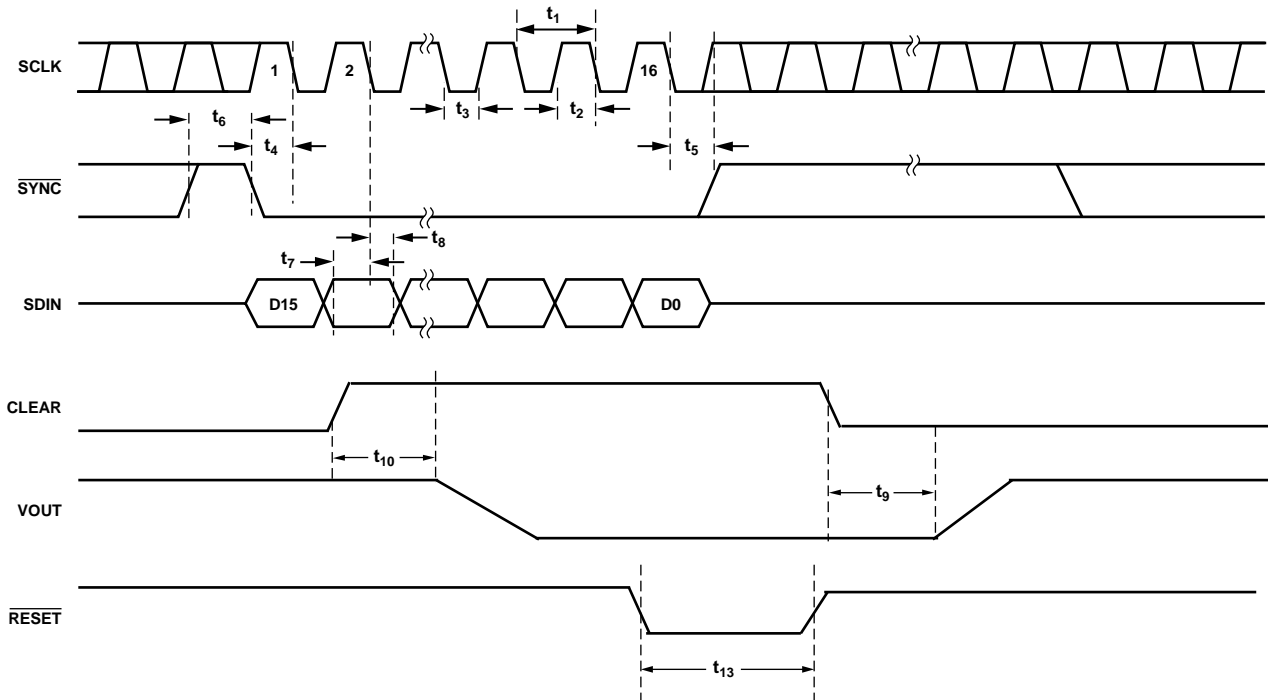 t1
SCLK
1
2
16
t3
t2
t6
t4
t5
SYNC
t8
t7
SDIN
D15
D0
CLEAR
t10
t9
VOUT
RESET
t13